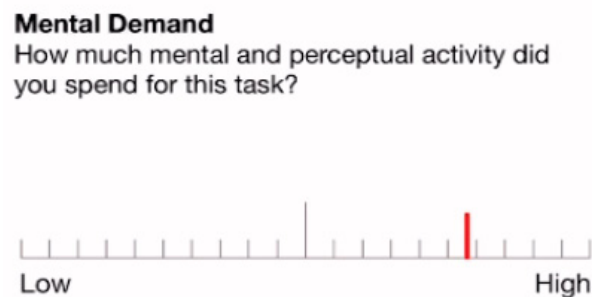 Mental Demand
How much mental and perceptual activity did
you spend for this task?
Low High